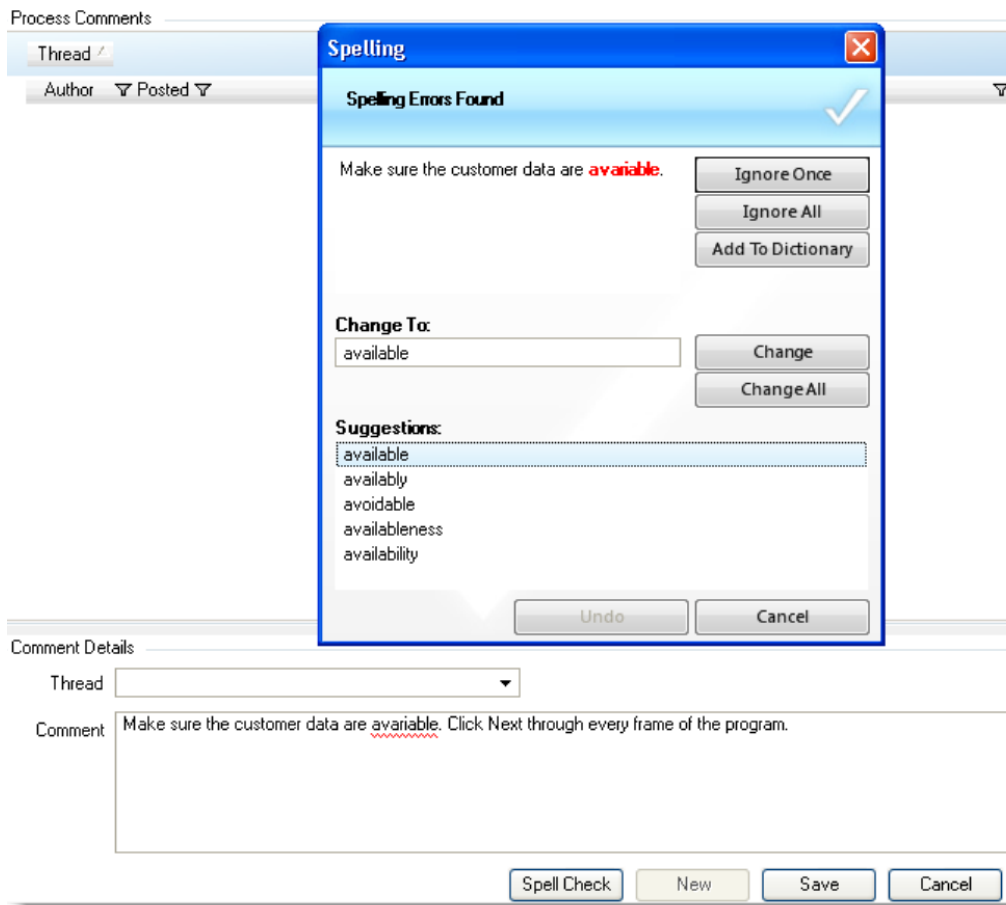 Process Comments
Thread
Author Posted
Spelling
Spelling Errors Found
Make sure the customer data are avariable.
Ignore Once
Ignore All
Add To Dictionary
Change To:
available
Change
Change All
Suggestions:
available
availably
avoidable
availableness
availability
Undo
Cancel
Comment Details
Thread
Comment
Make sure the customer data are avariable. Click Next through every frame of the program.
Spell Check
New
Save
Cancel